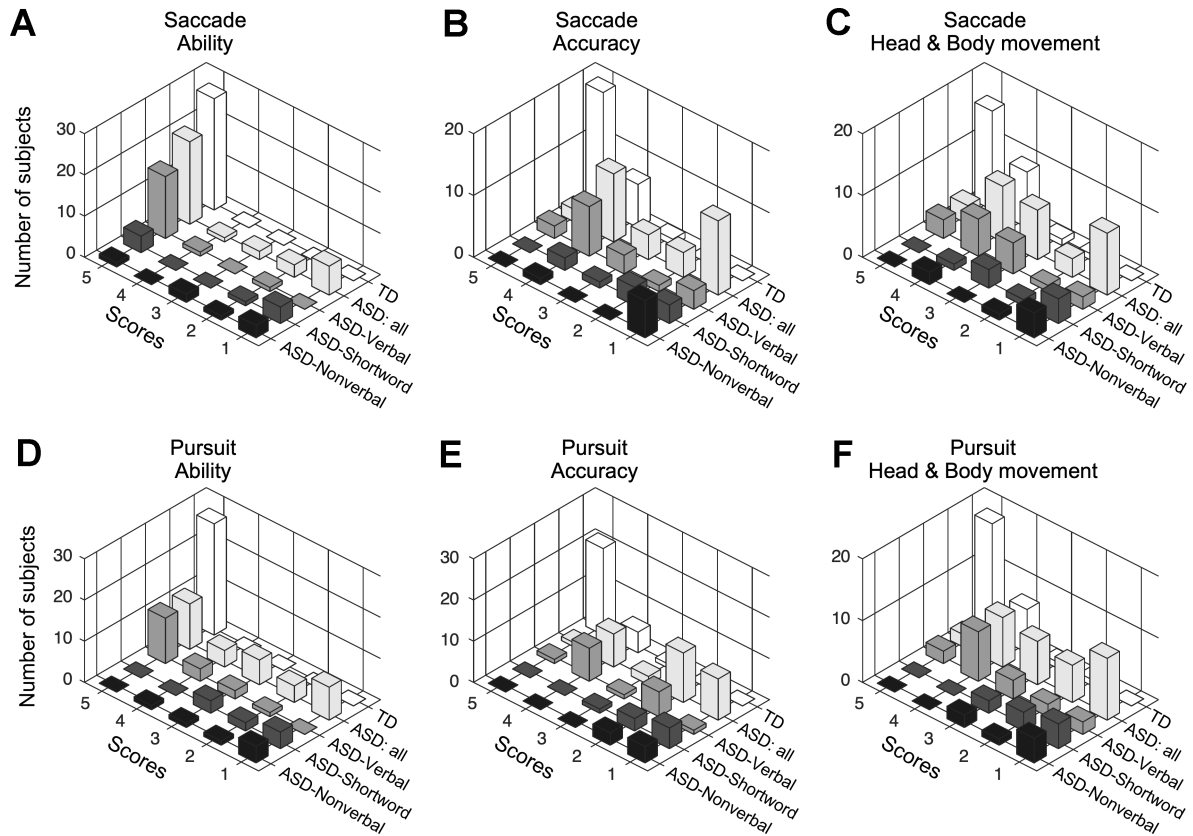 A
Saccade
Ability
Number of subjects
30
20
10
0
5
4
3
2
1
Scores
TD
ASD: all
ASD-Verbal
ASD-Shortword
ASD-Nonverbal
B
Saccade
Accuracy
20
10
0
5
4
3
2
1
Scores
TD
ASD: all
ASD-Verbal
ASD-Shortword
ASD-Nonverbal
C
Saccade
Head & Body movement
20
10
0
5
4
3
2
1
Scores
TD
ASD: all
ASD-Verbal
ASD-Shortword
ASD-Nonverbal
D
Pursuit
Ability
Number of subjects
30
20
10
0
5
4
3
2
1
Scores
TD
ASD: all
ASD-Verbal
ASD-Shortword
ASD-Nonverbal
E
Pursuit
Accuracy
30
20
10
0
5
4
3
2
1
Scores
TD
ASD: all
ASD-Verbal
ASD-Shortword
ASD-Nonverbal
F
Pursuit
Head & Body movement
20
10
0
5
4
3
2
1
Scores
TD
ASD: all
ASD-Verbal
ASD-Shortword
ASD-Nonverbal